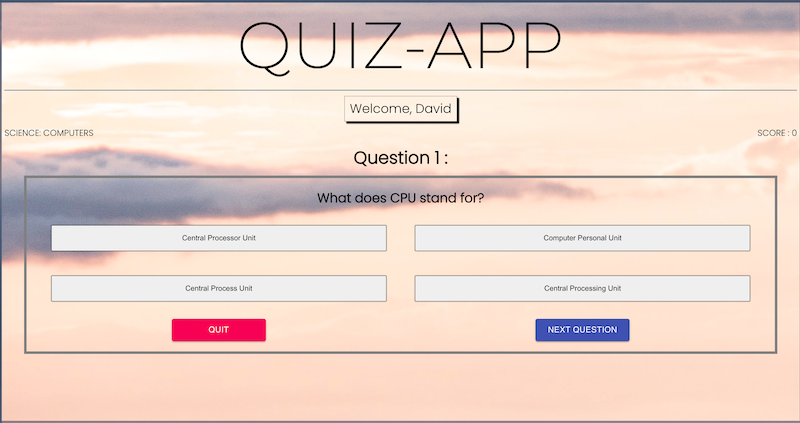 QUIZ-APP
Welcome, David
SCIENCE: COMPUTERS
SCORE : 0
Question 1 :
What does CPU stand for?
Central Processor Unit
Computer Personal Unit
Central Process Unit
Central Processing Unit
QUIT
NEXT QUESTION